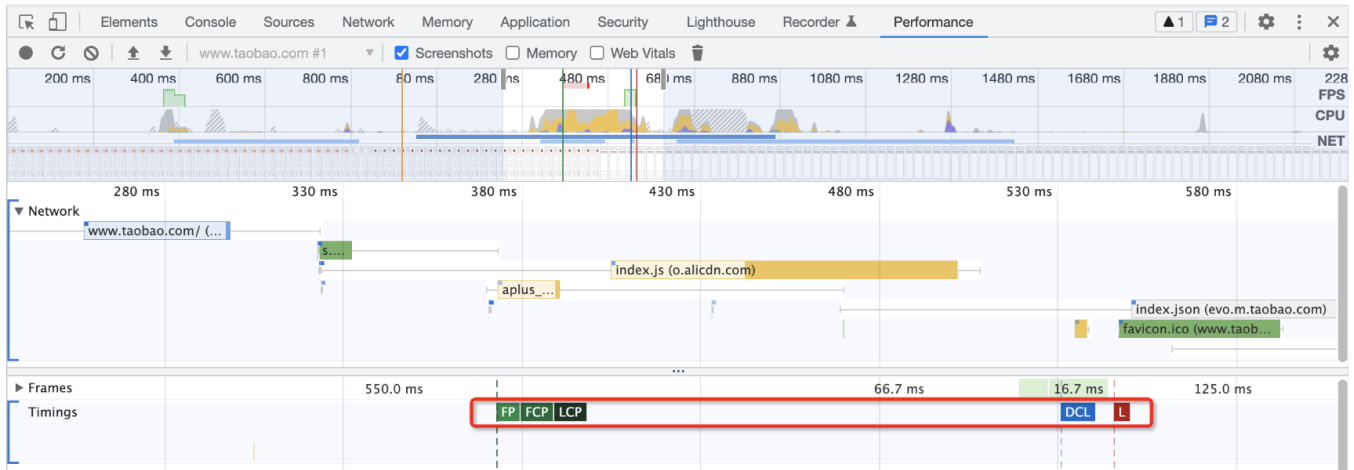 Elements Console Sources Network Memory Application Security Lighthouse Recorder Performance 1 2
www.taobao.com #1 Screenshots Memory Web Vitals
200 ms 400 ms 600 ms 800 ms 80 ms 280 ms 480 ms 680 ms 880 ms 1080 ms 1280 ms 1480 ms 1680 ms 1880 ms 2080 ms 228
FPS
CPU
NET
280 ms 330 ms 380 ms 430 ms 480 ms 530 ms 580 ms
Network
www.taobao.com/ (...
s....
index.js (o.alicdn.com)
aplus_...
index.json (evo.m.taobao.com)
favicon.ico (www.taob...
...
Frames 550.0 ms 66.7 ms 16.7 ms 125.0 ms
Timings FP FCP LCP DCL L